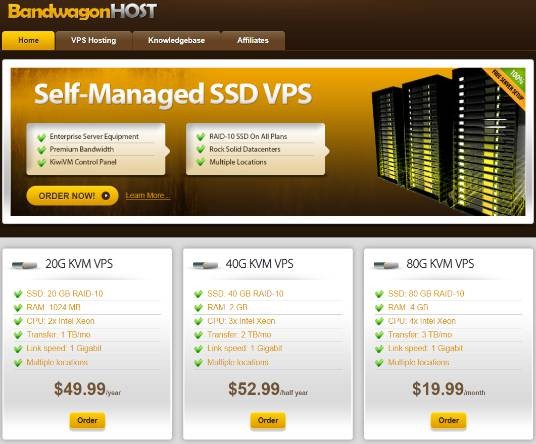 BandwagonHOST
Home
VPS Hosting
Knowledgebase
Affiliates
Self-Managed SSD VPS
100%
FREE SERVER SETUP
Enterprise Server Equipment
Premium Bandwidth
KiwiVM Control Panel
RAID-10 SSD On All Plans
Rock Solid Datacenters
Multiple Locations
ORDER NOW!
Learn More...
20G KVM VPS
SSD: 20 GB RAID-10
RAM: 1024 MB
CPU: 2x Intel Xeon
Transfer: 1 TB/mo
Link speed: 1 Gigabit
Multiple locations
$49.99/year
Order
40G KVM VPS
SSD: 40 GB RAID-10
RAM: 2 GB
CPU: 3x Intel Xeon
Transfer: 2 TB/mo
Link speed: 1 Gigabit
Multiple locations
$52.99/half year
Order
80G KVM VPS
SSD: 80 GB RAID-10
RAM: 4 GB
CPU: 4x Intel Xeon
Transfer: 3 TB/mo
Link speed: 1 Gigabit
Multiple locations
$19.99/month
Order